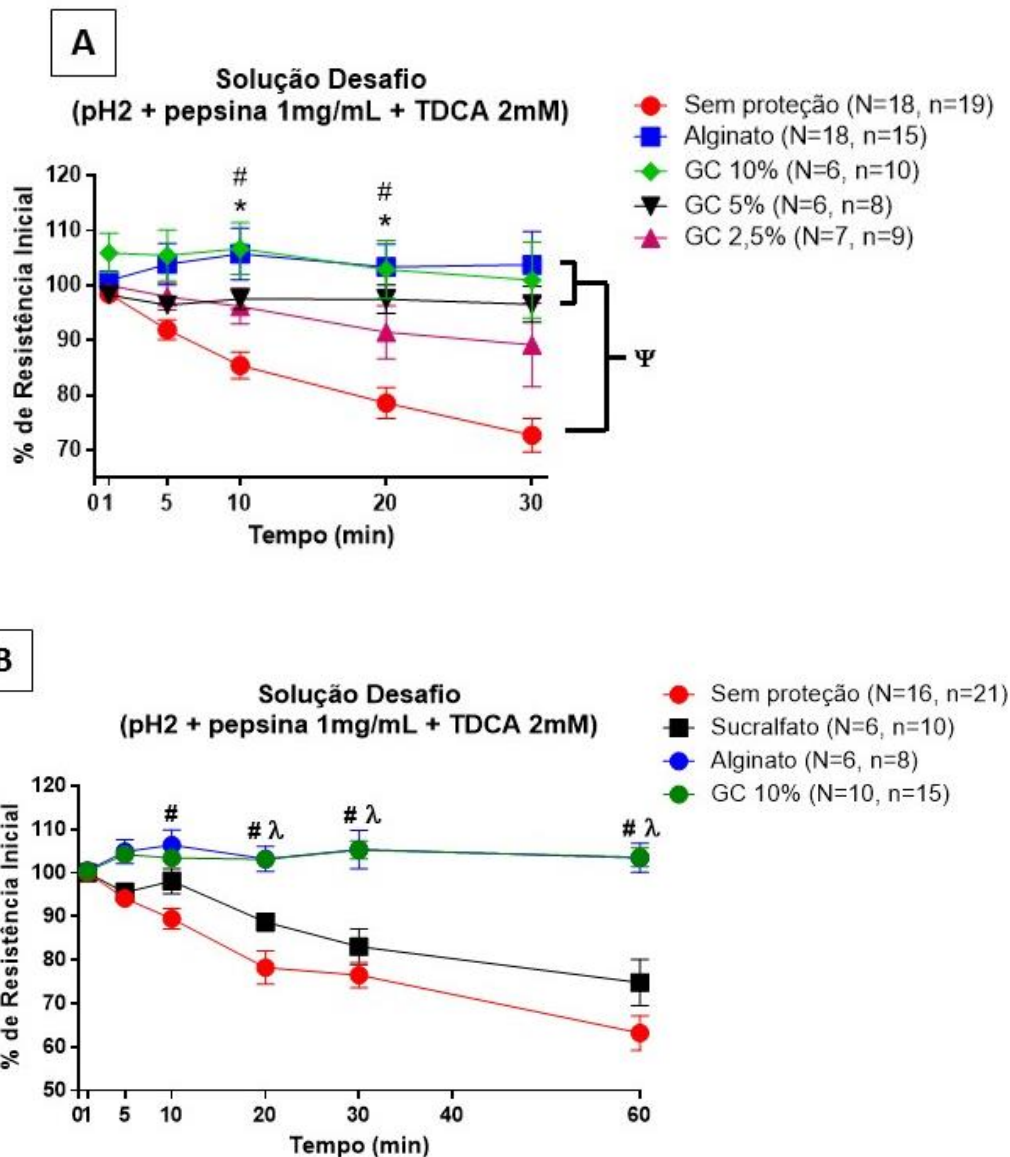 A
Solução Desafio
(pH2 + pepsina 1mg/mL + TDCA 2mM)
Sem proteção (N=18, n=19)
Alginato (N=18, n=15)
GC 10% (N=6, n=10)
GC 5% (N=6, n=8)
GC 2,5% (N=7, n=9)
% de Resistência Inicial
120
110
100
90
80
70
# #
* *
Ψ
0 1 5 10 20 30
Tempo (min)
B
Solução Desafio
(pH2 + pepsina 1mg/mL + TDCA 2mM)
Sem proteção (N=16, n=21)
Sucralfato (N=6, n=10)
Alginato (N=6, n=8)
GC 10% (N=10, n=15)
% de Resistência Inicial
120
110
100
90
80
70
60
50
# # λ # λ # λ
01 5 10 20 30 40 60
Tempo (min)